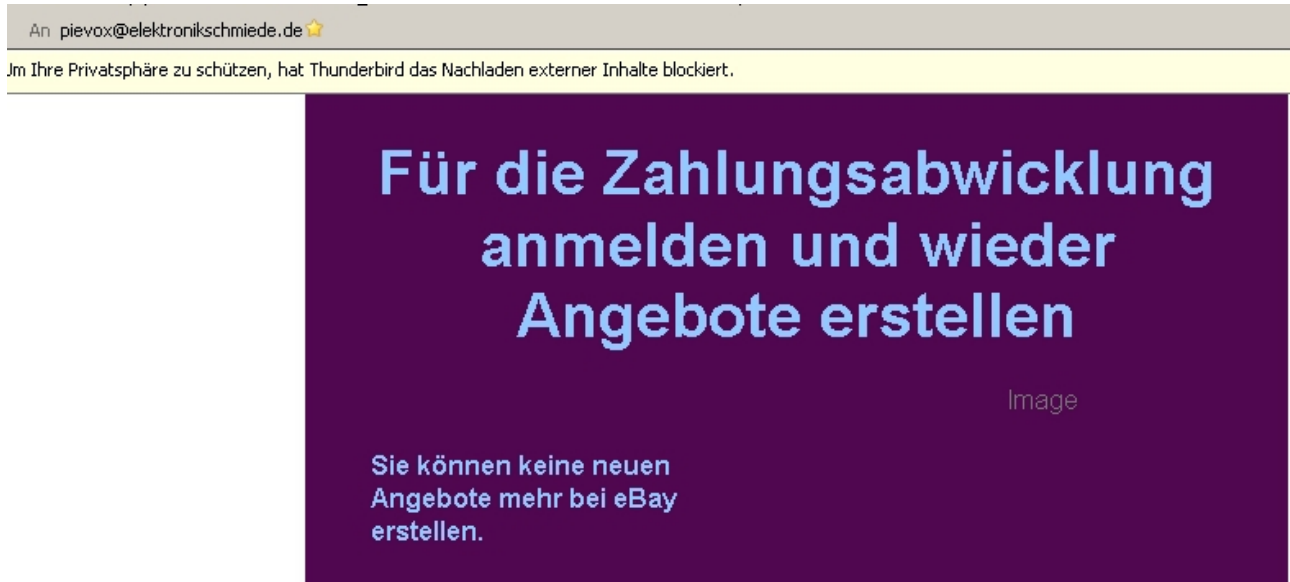 An pievox@elektronikschmiede.de
Um Ihre Privatsphäre zu schützen, hat Thunderbird das Nachladen externer Inhalte blockiert.
Für die Zahlungsabwicklung
anmelden und wieder
Angebote erstellen
Image
Sie können keine neuen
Angebote mehr bei eBay
erstellen.